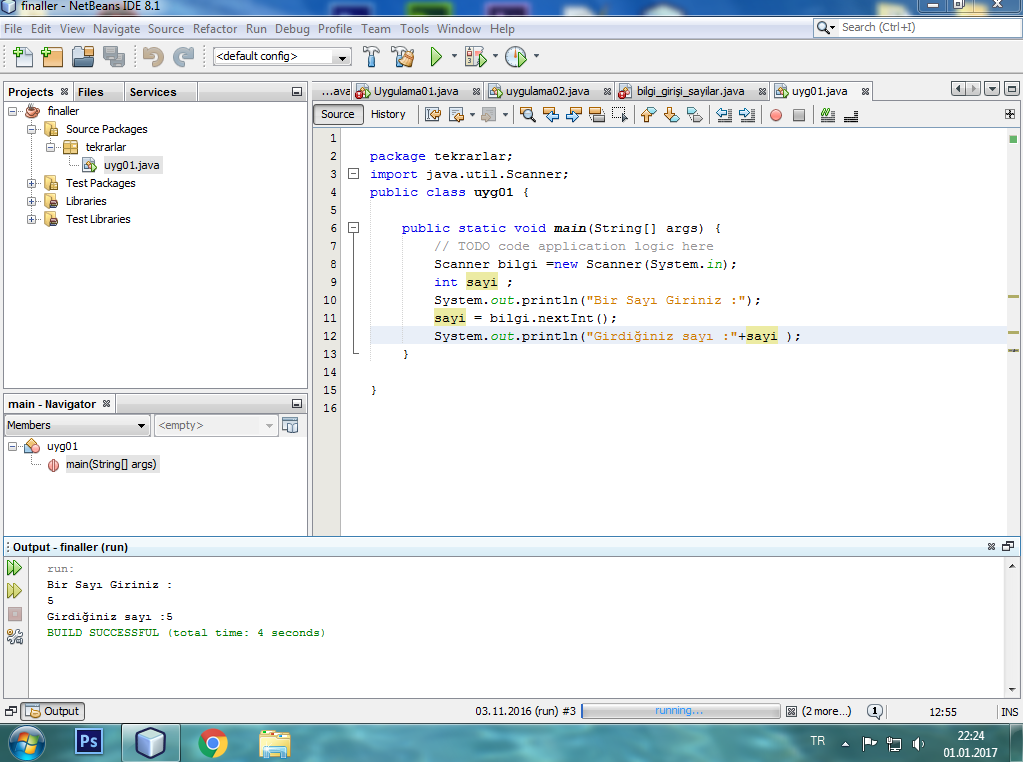 finaller - NetBeans IDE 8.1
File Edit View Navigate Source Refactor Run Debug Profile Team Tools Window Help
Search (Ctrl+I)
<default config>
Projects Files Services
...ava Uygulama01.java uygulama02.java bilgi_girişi_sayilar.java uyg01.java
Source History
finaller
Source Packages
tekrarlar
uyg01.java
Test Packages
Libraries
Test Libraries
1
2 package tekrarlar;
3 import java.util.Scanner;
4 public class uyg01 {
5
6 public static void main(String[] args) {
7 // TODO code application logic here
8 Scanner bilgi =new Scanner(System.in);
9 int sayi ;
10 System.out.println("Bir Sayı Giriniz :");
11 sayi = bilgi.nextInt();
12 System.out.println("Girdiğiniz sayı :"+sayi );
13 }
14
15 }
16
main - Navigator
Members <empty>
uyg01
main(String[] args)
Output - finaller (run)
run:
Bir Sayı Giriniz :
5
Girdiğiniz sayı :5
BUILD SUCCESSFUL (total time: 4 seconds)
Output 03.11.2016 (run) #3 running... (2 more...) 1 12:55 INS
Ps TR 22:24
01.01.2017